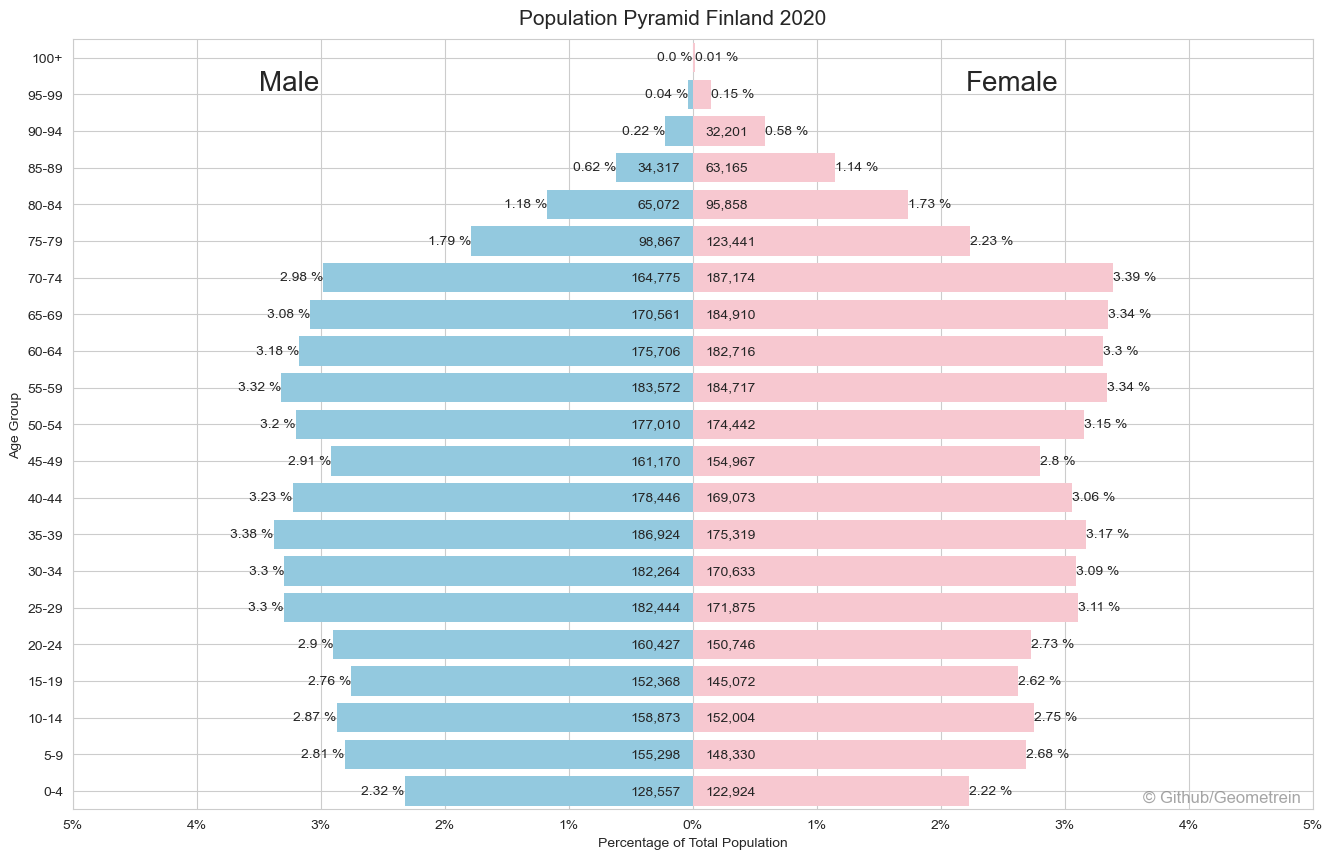 Population Pyramid Finland 2020
Male
Female
100+ 0.0 % 0.01 %
95-99 0.04 % 0.15 %
90-94 0.22 % 32,201 0.58 %
85-89 0.62 % 34,317 63,165 1.14 %
80-84 1.18 % 65,072 95,858 1.73 %
75-79 1.79 % 98,867 123,441 2.23 %
70-74 2.98 % 164,775 187,174 3.39 %
65-69 3.08 % 170,561 184,910 3.34 %
60-64 3.18 % 175,706 182,716 3.3 %
55-59 3.32 % 183,572 184,717 3.34 %
50-54 3.2 % 177,010 174,442 3.15 %
45-49 2.91 % 161,170 154,967 2.8 %
40-44 3.23 % 178,446 169,073 3.06 %
35-39 3.38 % 186,924 175,319 3.17 %
30-34 3.3 % 182,264 170,633 3.09 %
25-29 3.3 % 182,444 171,875 3.11 %
20-24 2.9 % 160,427 150,746 2.73 %
15-19 2.76 % 152,368 145,072 2.62 %
10-14 2.87 % 158,873 152,004 2.75 %
5-9 2.81 % 155,298 148,330 2.68 %
0-4 2.32 % 128,557 122,924 2.22 %
Age Group
© Github/Geometrein
5% 4% 3% 2% 1% 0% 1% 2% 3% 4% 5%
Percentage of Total Population